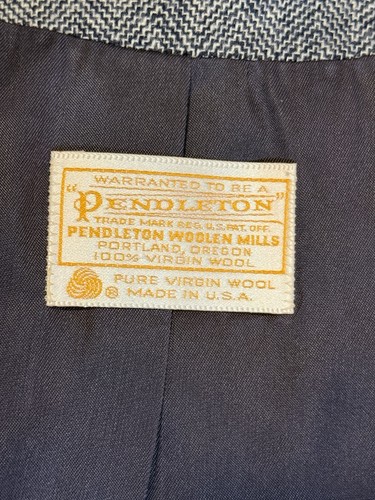 WARRANTED TO BE A
"PENDLETON"
TRADE MARK REG. U.S. PAT. OFF.
PENDLETON WOOLEN MILLS
PORTLAND, OREGON
100% VIRGIN WOOL
PURE VIRGIN WOOL
® MADE IN U.S.A.